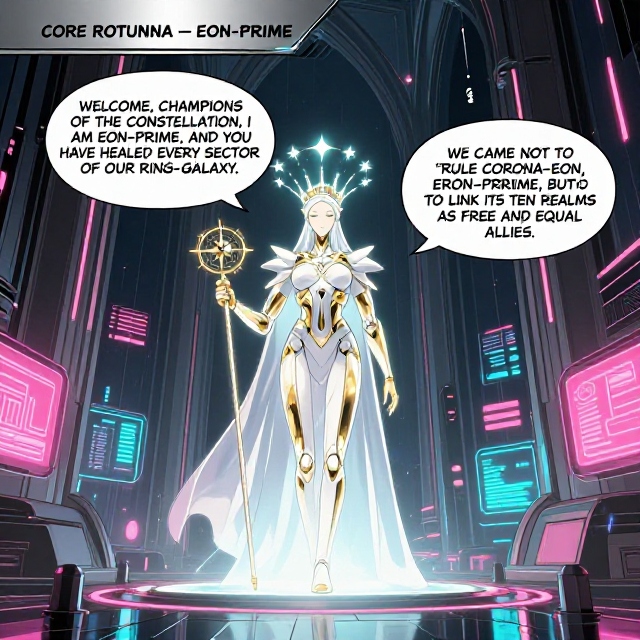 CORE ROTUNNA — EON-PRIME
WELCOME, CHAMPIONS
OF THE CONSTELLATION, I
AM EON-PRIME, AND YOU
HAVE HEALED EVERY SECTOR
OF OUR RING-GALAXY.
WE CAME NOT TO
"RULE CORONA-EON,
ERON-PRRIME, BUT
TO LINK ITS TEN REALMS
AS FREE AND EQUAL
ALLIES.